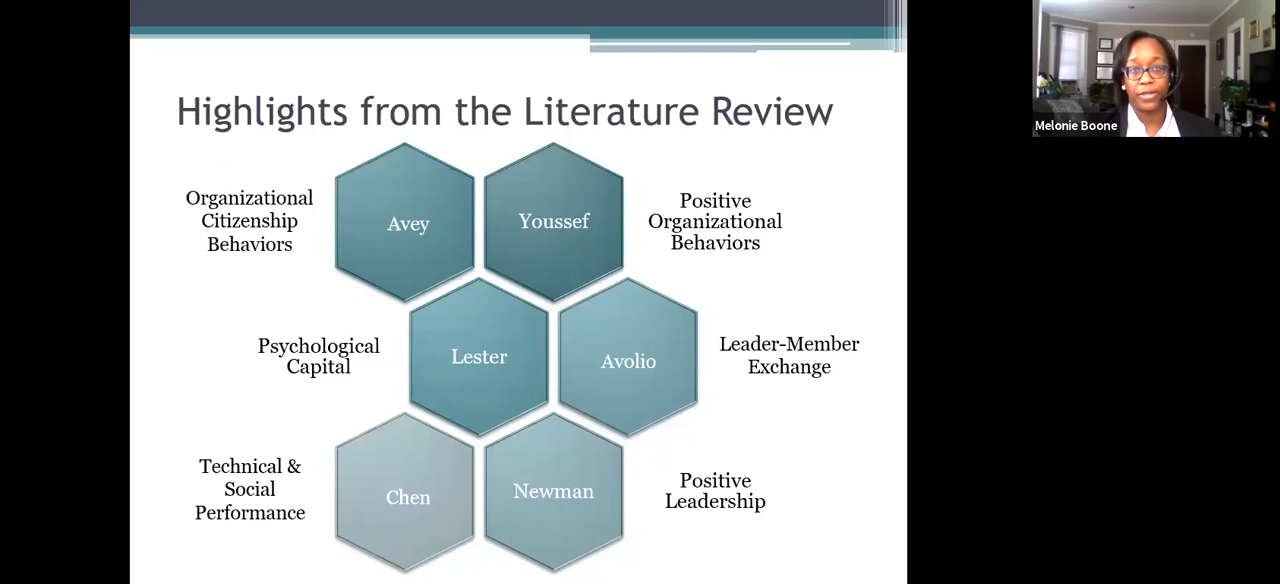 Highlights from the Literature Review
Organizational
Citizenship
Behaviors
Avey
Youssef
Positive
Organizational
Behaviors
Psychological
Capital
Lester
Avolio
Leader-Member
Exchange
Technical &
Social
Performance
Chen
Newman
Positive
Leadership
Melonie Boone